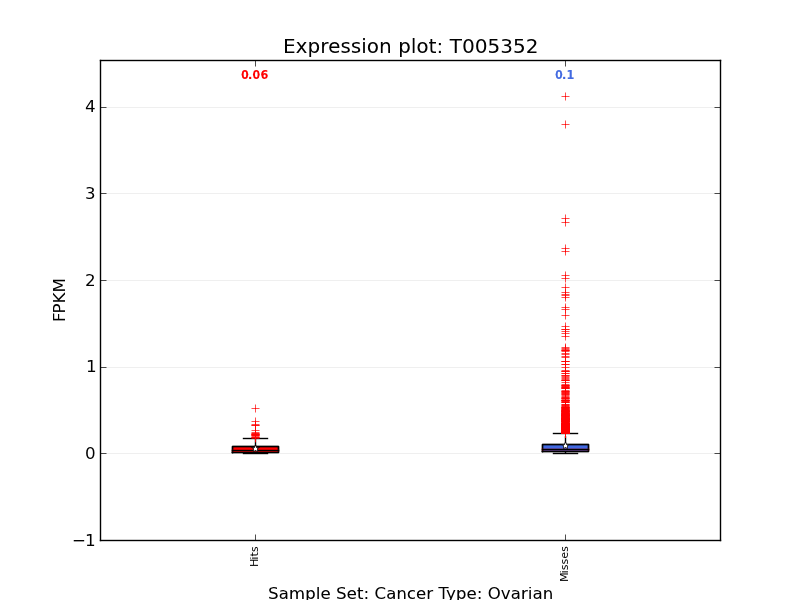 Expression plot: T005352
0.06
0.1
4
3
2
1
0
−1
FPKM
Hits
Misses
Sample Set: Cancer Type: Ovarian